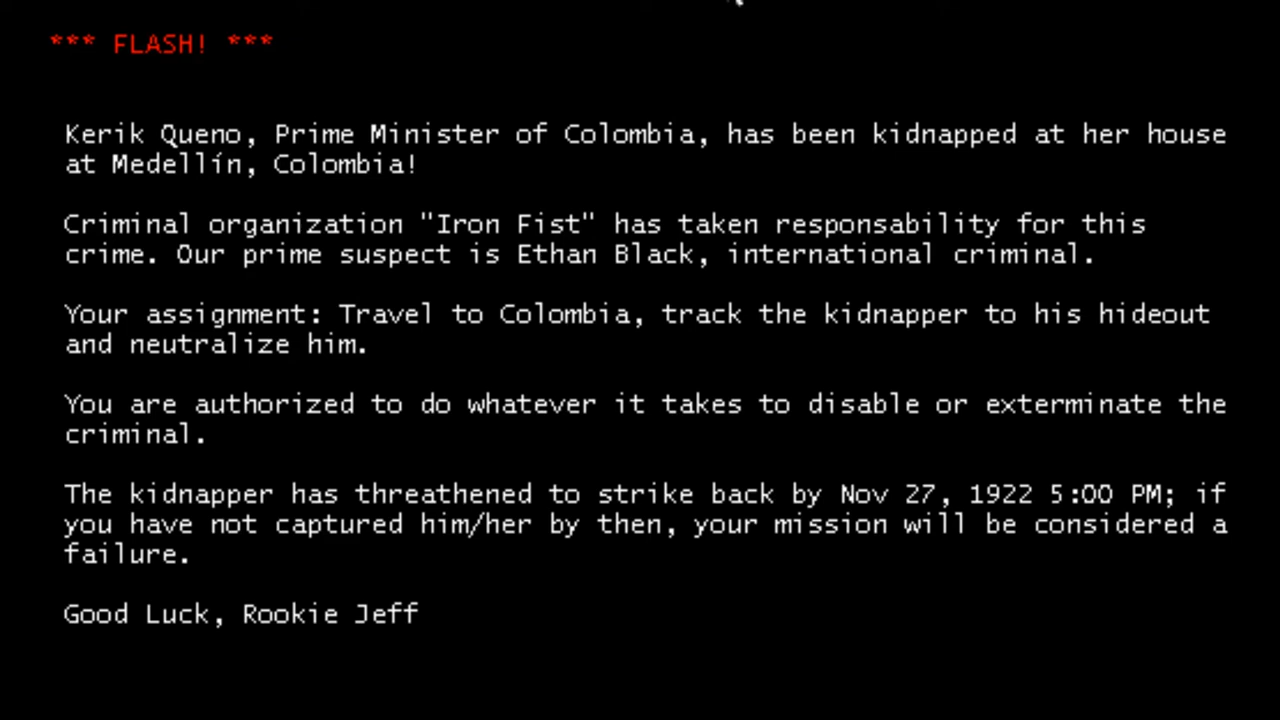 *** FLASH! ***
Kerik Queno, Prime Minister of Colombia, has been kidnapped at her house
at Medellín, Colombia!
Criminal organization "Iron Fist" has taken responsability for this
crime. Our prime suspect is Ethan Black, international criminal.
Your assignment: Travel to Colombia, track the kidnapper to his hideout
and neutralize him.
You are authorized to do whatever it takes to disable or exterminate the
criminal.
The kidnapper has threathened to strike back by Nov 27, 1922 5:00 PM; if
you have not captured him/her by then, your mission will be considered a
failure.
Good Luck, Rookie Jeff